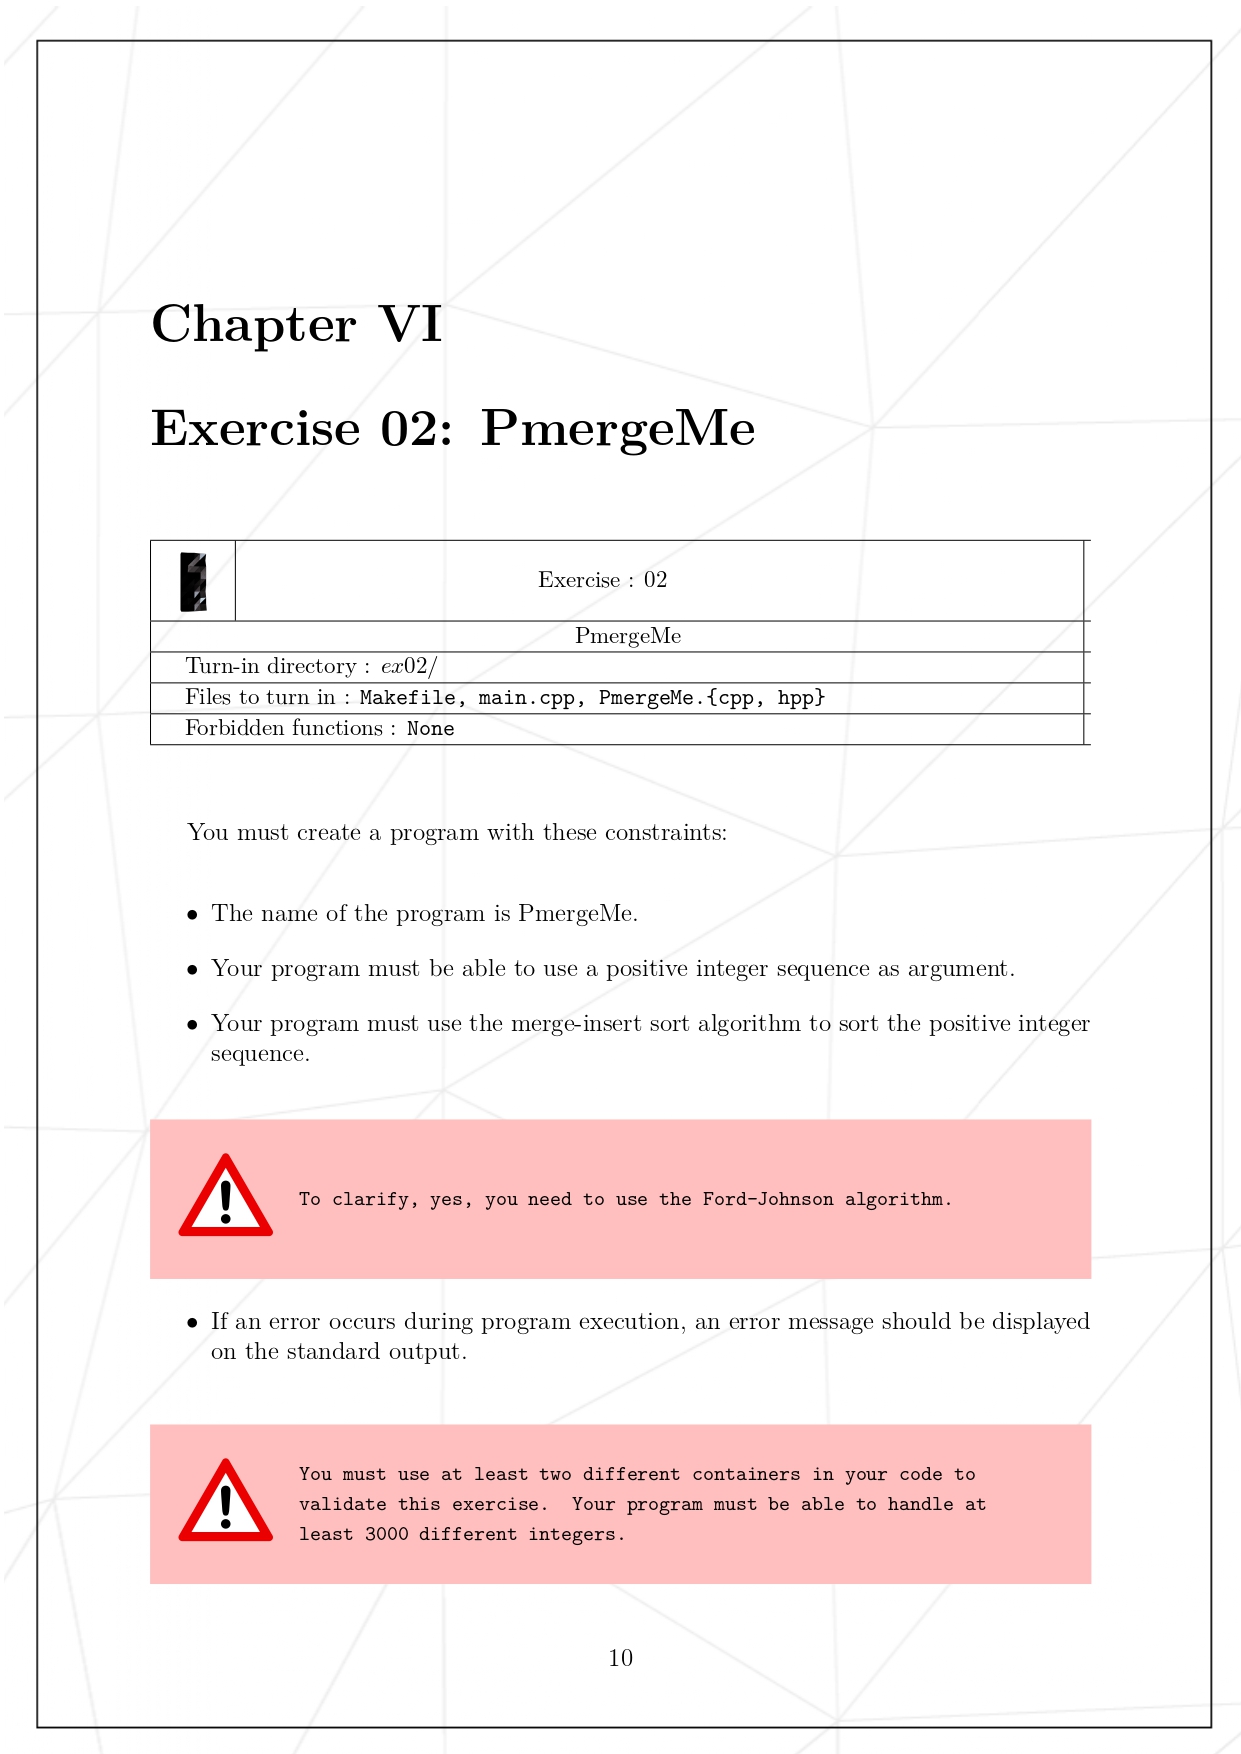 Chapter VI
Exercise 02: PmergeMe
Exercise : 02
PmergeMe
Turn-in directory : ex02/
Files to turn in : Makefile, main.cpp, PmergeMe.{cpp, hpp}
Forbidden functions : None
You must create a program with these constraints:
• The name of the program is PmergeMe.
• Your program must be able to use a positive integer sequence as argument.
• Your program must use the merge-insert sort algorithm to sort the positive integer
sequence.
To clarify, yes, you need to use the Ford-Johnson algorithm.
• If an error occurs during program execution, an error message should be displayed
on the standard output.
You must use at least two different containers in your code to
validate this exercise. Your program must be able to handle at
least 3000 different integers.
10